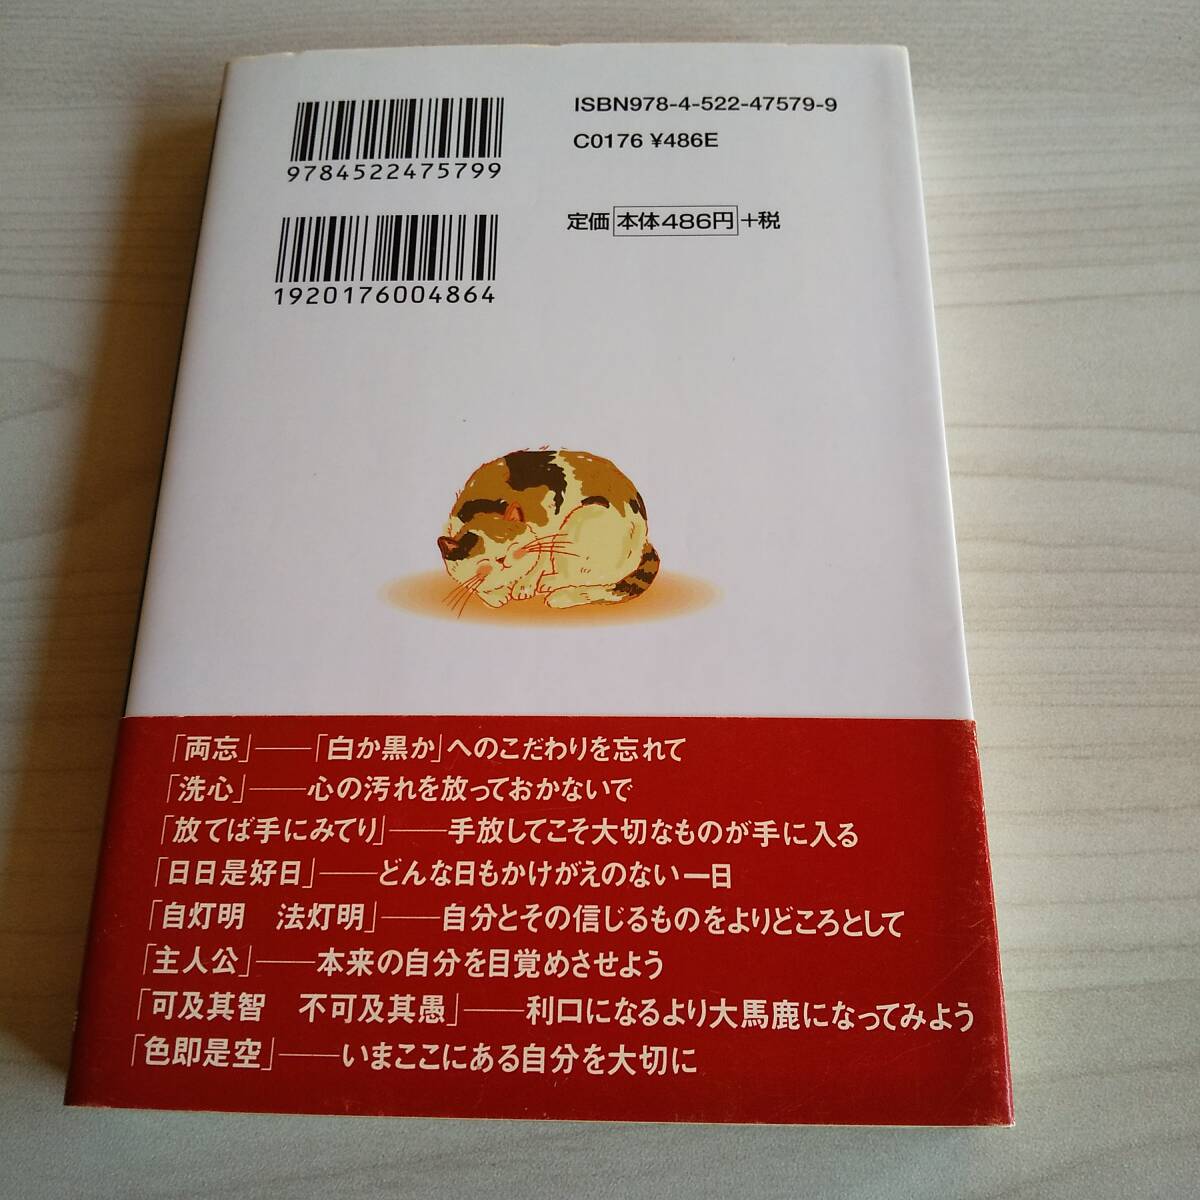 ISBN978-4-522-47579-9
C0176 ¥486E
9784522475799
定価 本体486円 +税
1920176004864
「両忘」――「白か黒か」へのこだわりを忘れて
「洗心」――心の汚れを放っておかないで
「放てば手にみてり」――手放してこそ大切なものが手に入る
「日日是好日」――どんな日もかけがえのない一日
「自灯明　法灯明」――自分とその信じるものをよりどころとして
「主人公」――本来の自分を目覚めさせよう
「可及其智　不可及其愚」――利口になるより大馬鹿になってみよう
「色即是空」――いまここにある自分を大切に